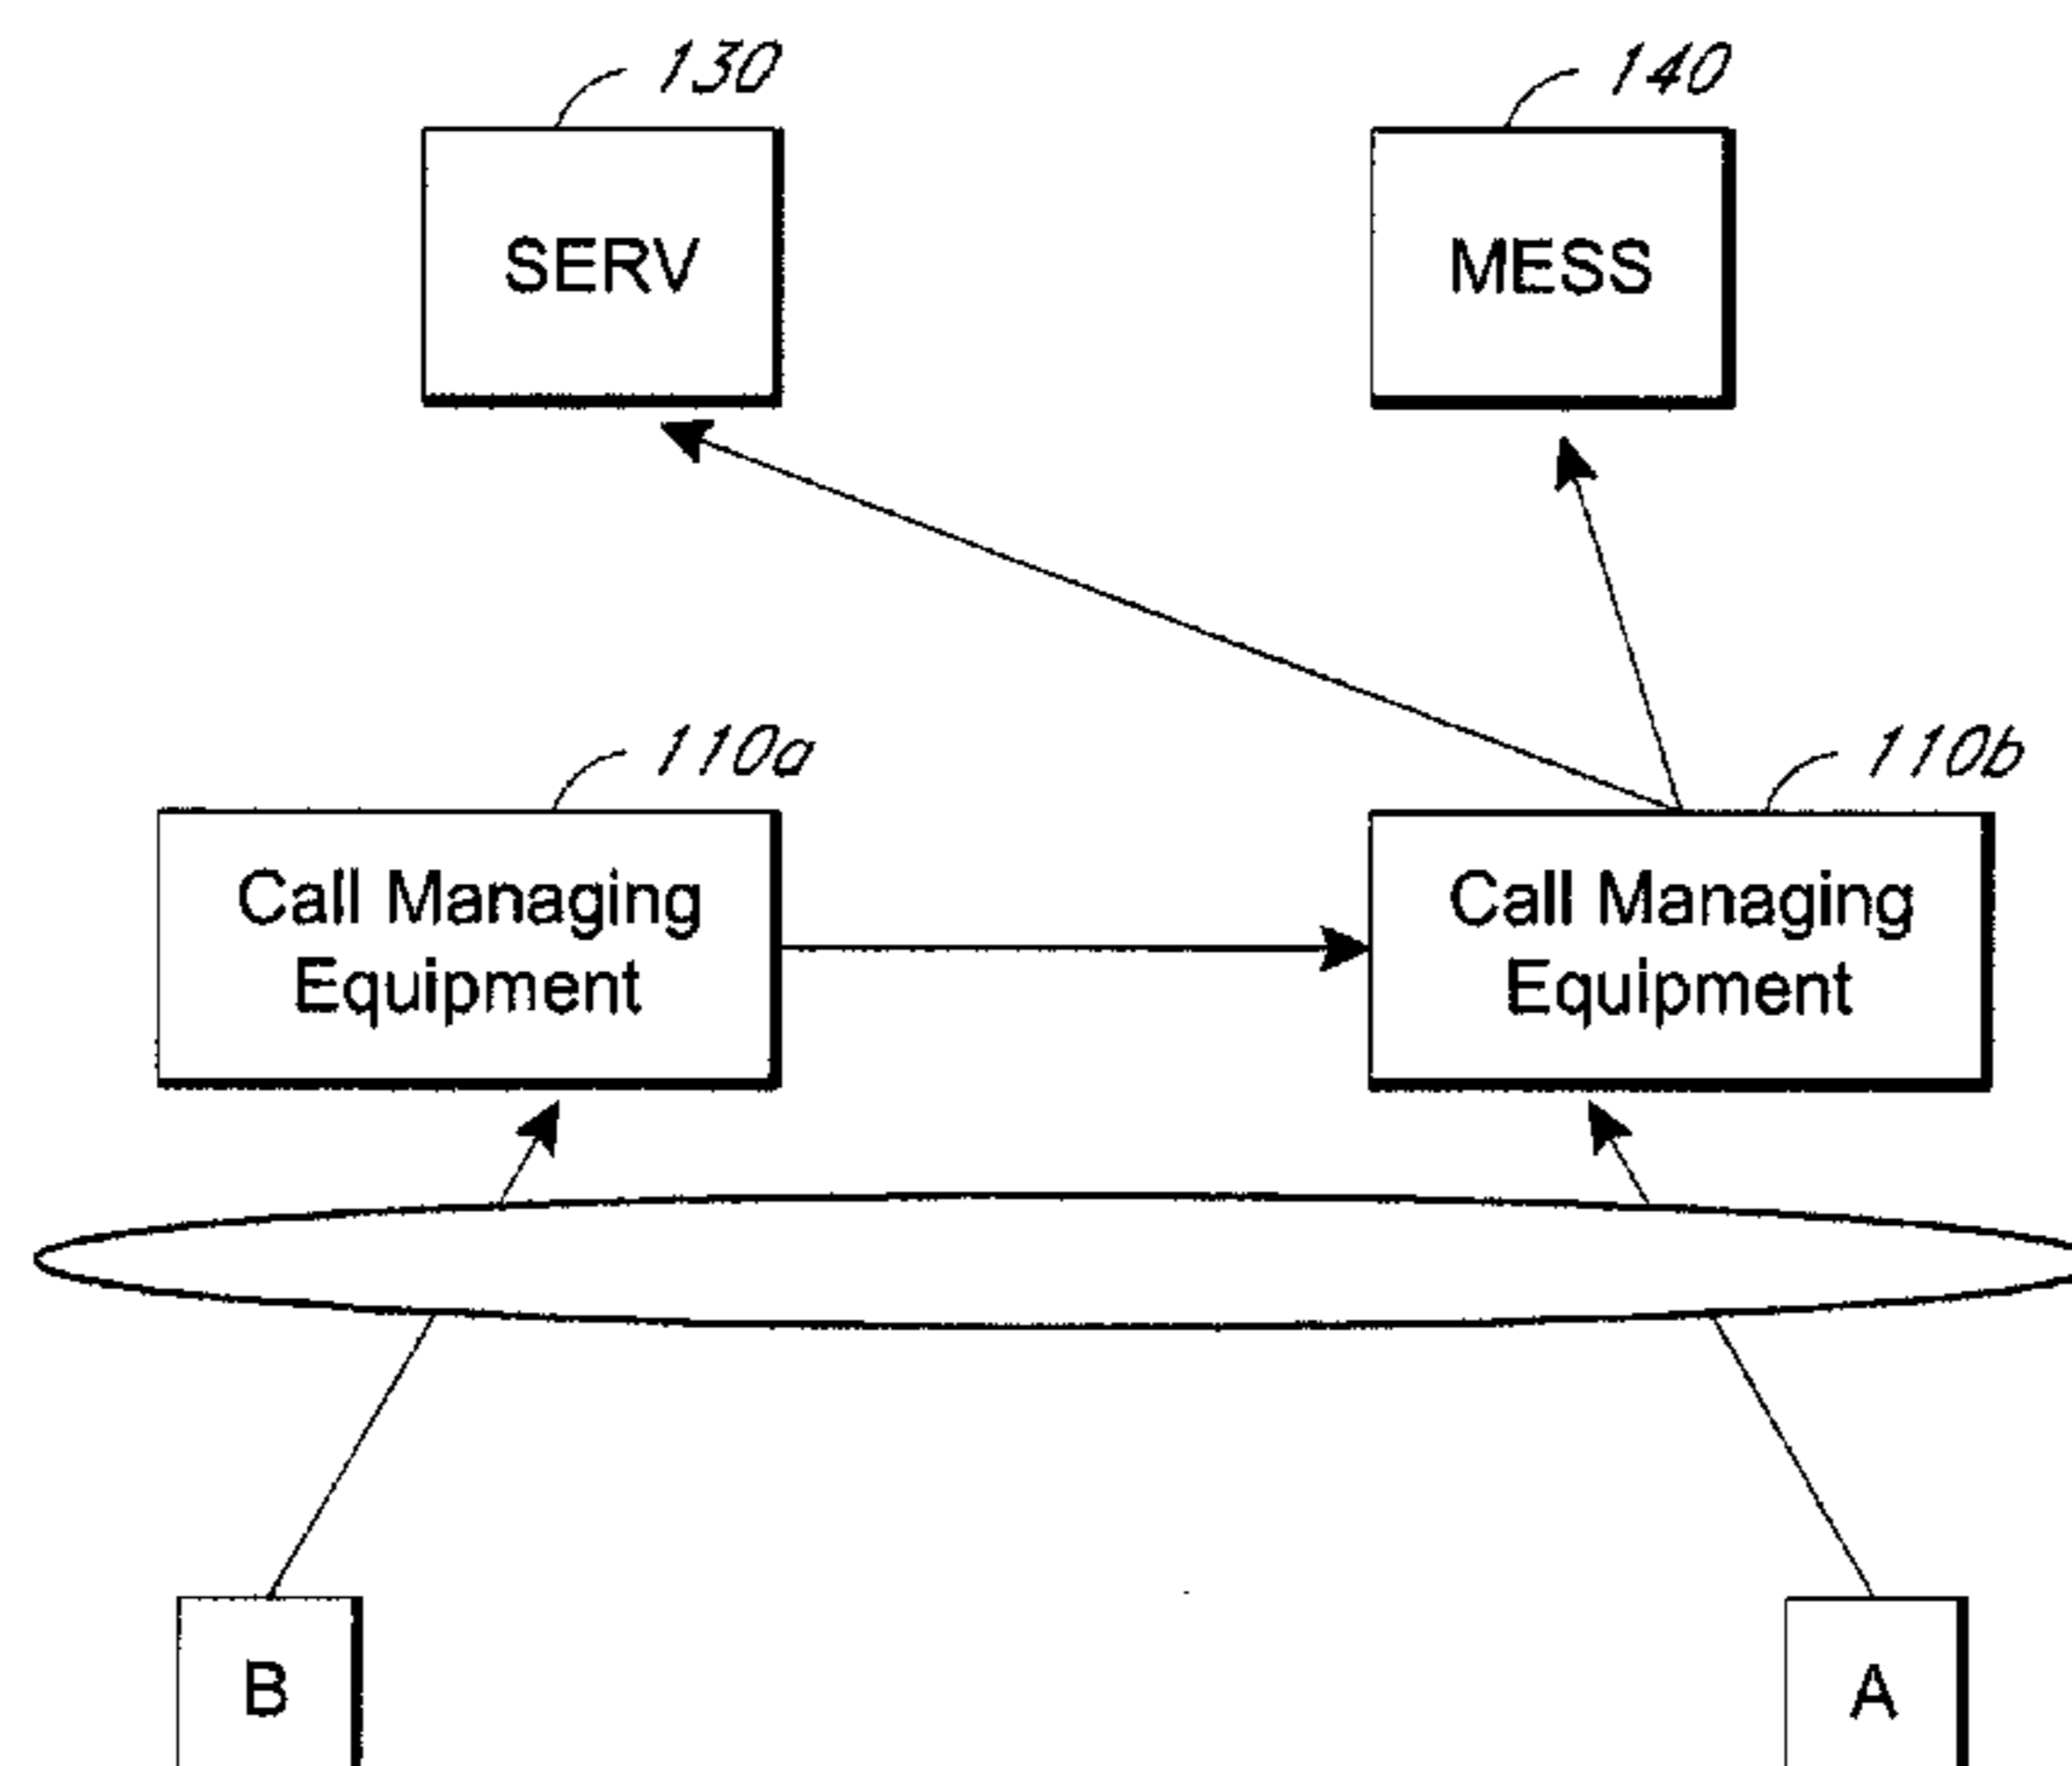 130
140
SERV
MESS
110a
110b
Call Managing
Equipment
Call Managing
Equipment
B
A